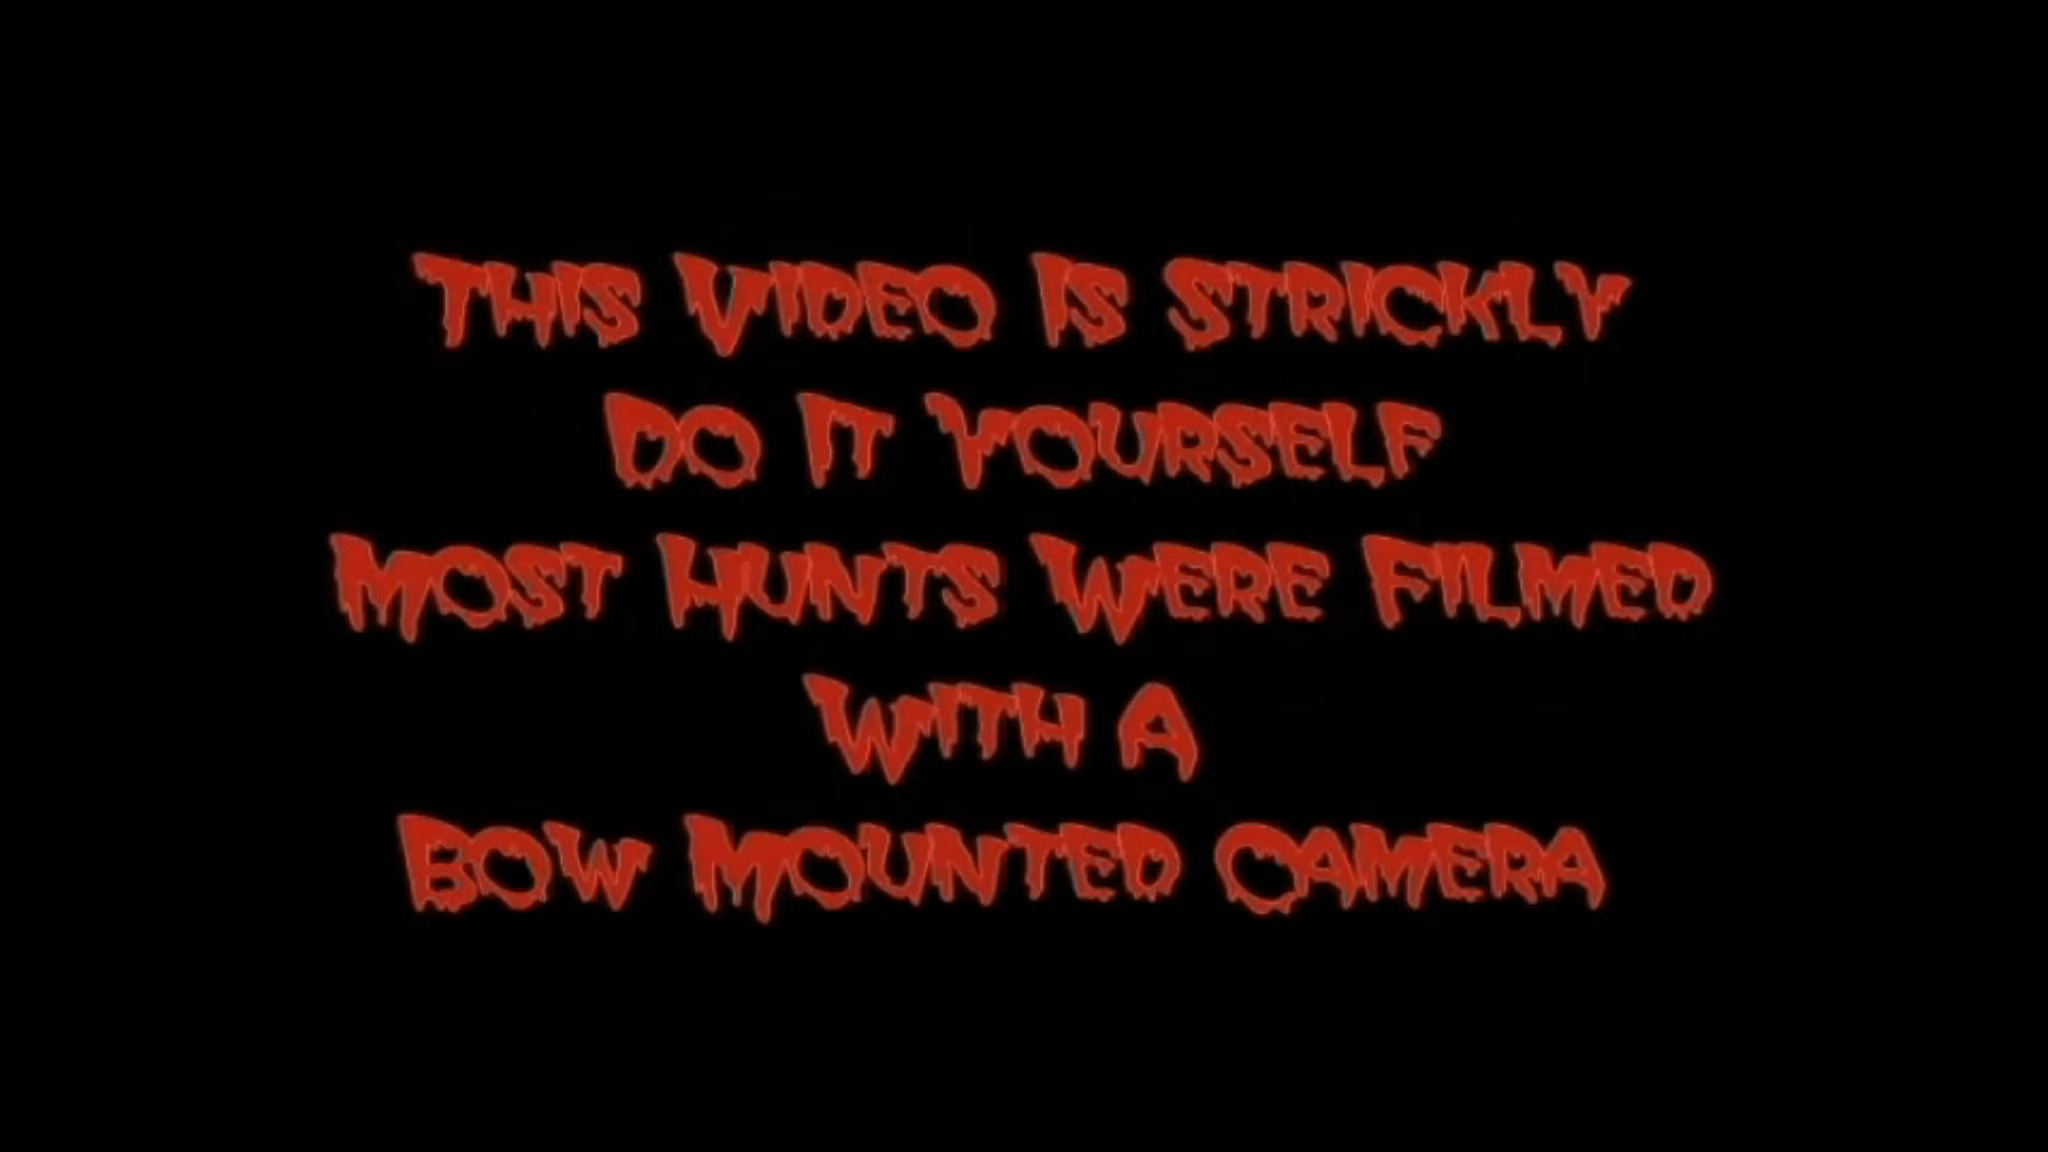 This Video Is Strickly
Do It Yourself
Most Hunts Were Filmed
With A
Bow Mounted Camera